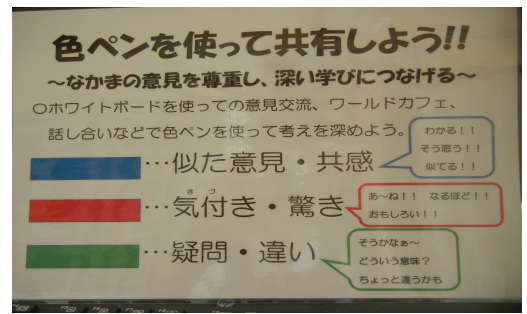 色ペンを使って共有しよう!!
～なかまの意見を尊重し、深い学びにつなげる～
○ホワイトボードを使っての意見交流、ワールドカフェ、
話し合いなどで色ペンを使って考えを深めよう。
わかる！！
そう思う！！
似てる！！
…似た意見・共感
きづ
…気付き・驚き
あ～ね！！ なるほど！！
おもしろい！！
…疑問・違い
そうかなぁ～
どういう意味？
ちょっと違うかも